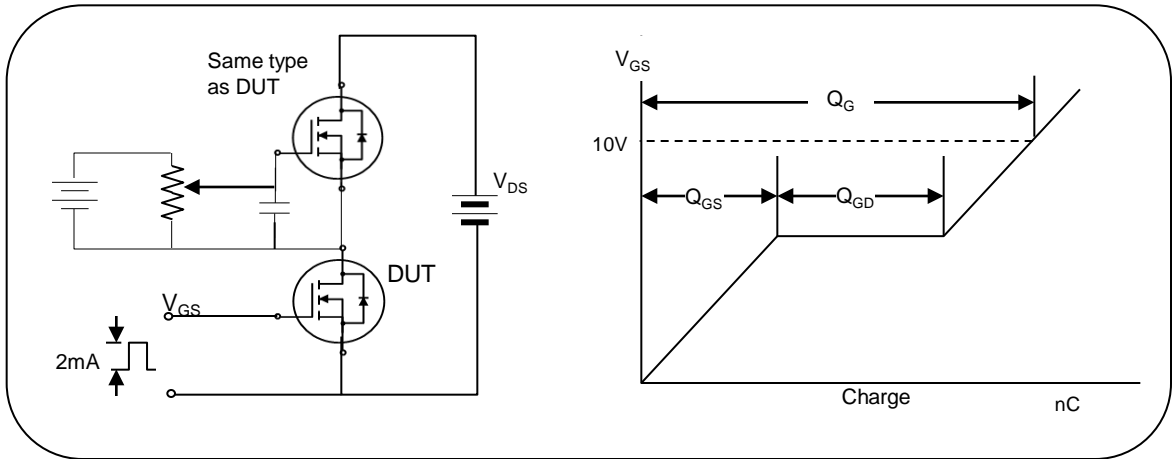 Same type
as DUT
V_DS
DUT
V_GS
2mA
V_GS
Q_G
10V
Q_GS
Q_GD
Charge
nC